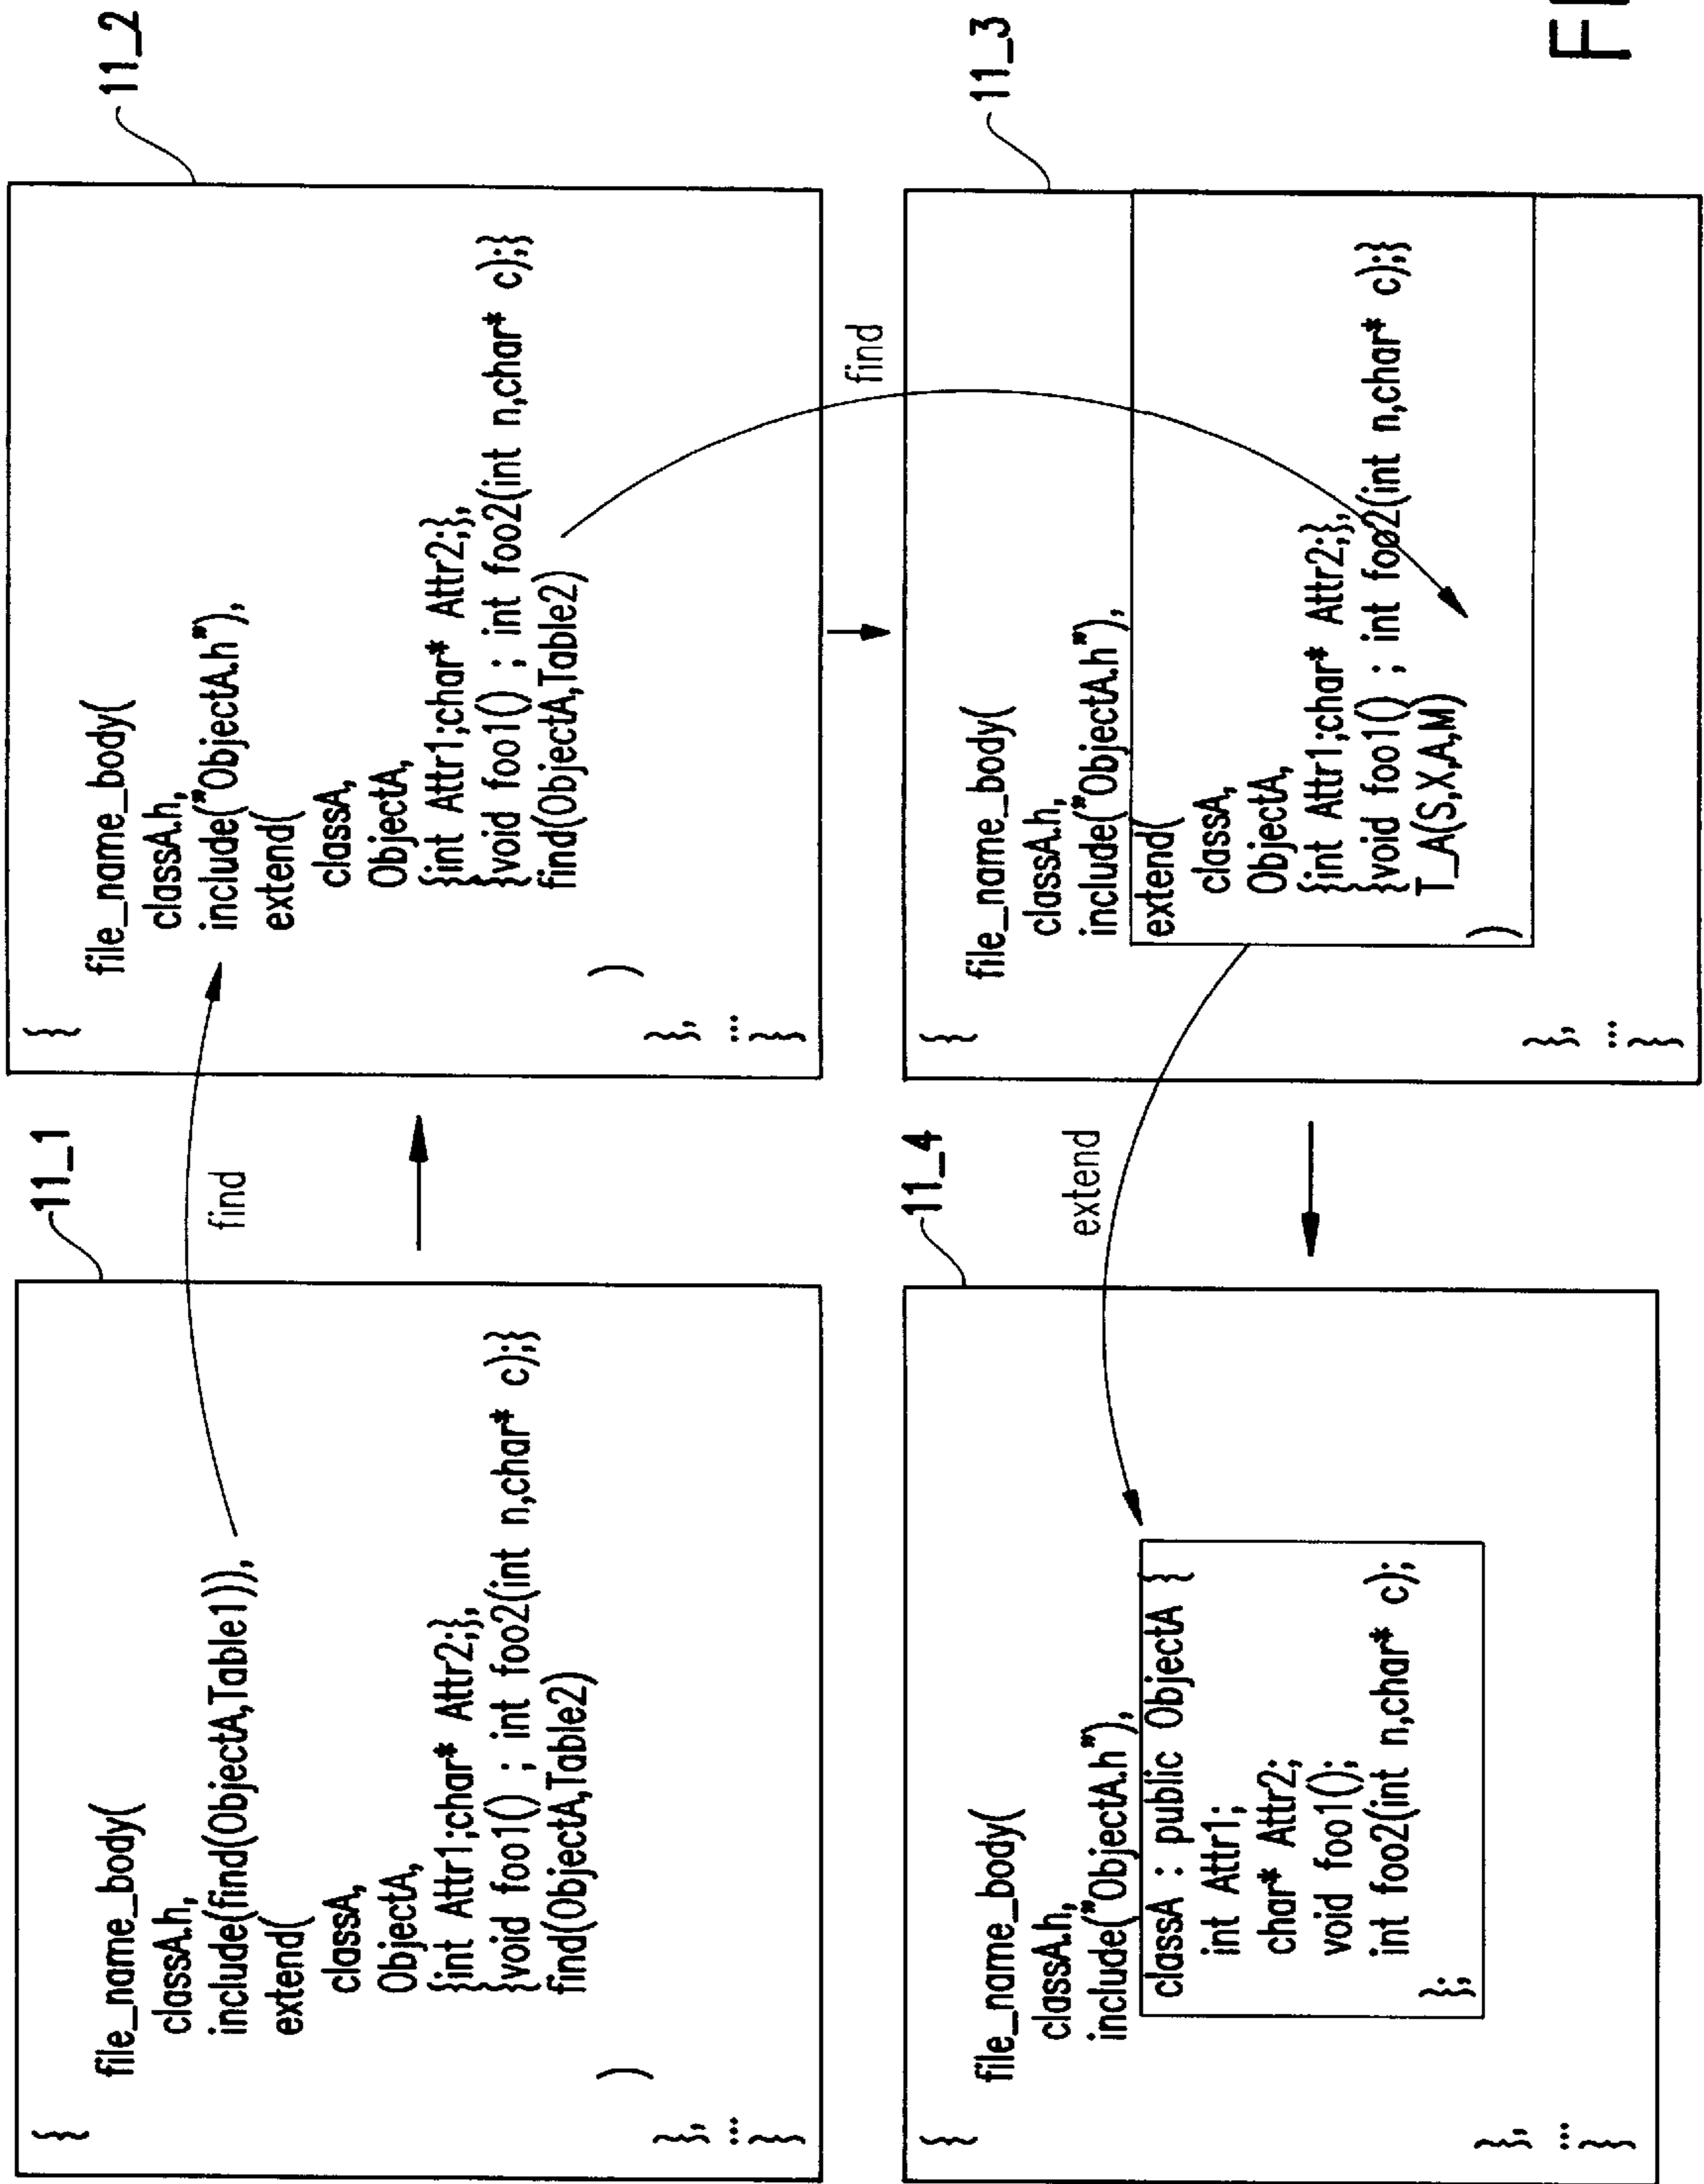 11_1
{
file_name_body(
classA.h,
include(find(ObjectA,Table1)),
extend(
classA,
ObjectA,
{int Attr1;char* Attr2;},
{void foo1() ; int foo2(int n,char* c);}
find(ObjectA,Table2)
)
},
...
}
find
11_2
{
file_name_body(
classA.h,
include("ObjectA.h"),
extend(
classA,
ObjectA,
{int Attr1;char* Attr2;},
{void foo1() ; int foo2(int n,char* c);}
find(ObjectA,Table2)
)
},
...
}
find
11_3
{
file_name_body(
classA.h,
include("ObjectA.h"),
extend(
classA,
ObjectA,
{int Attr1;char* Attr2;},
{void foo1() ; int foo2(int n,char* c);}
T_A(S,X,A,M)
)
},
...
}
extend
11_4
{
file_name_body(
classA.h,
include("ObjectA.h"),
classA : public ObjectA {
int Attr1;
char* Attr2;
void foo1();
int foo2(int n,char* c);
};
},
...
}